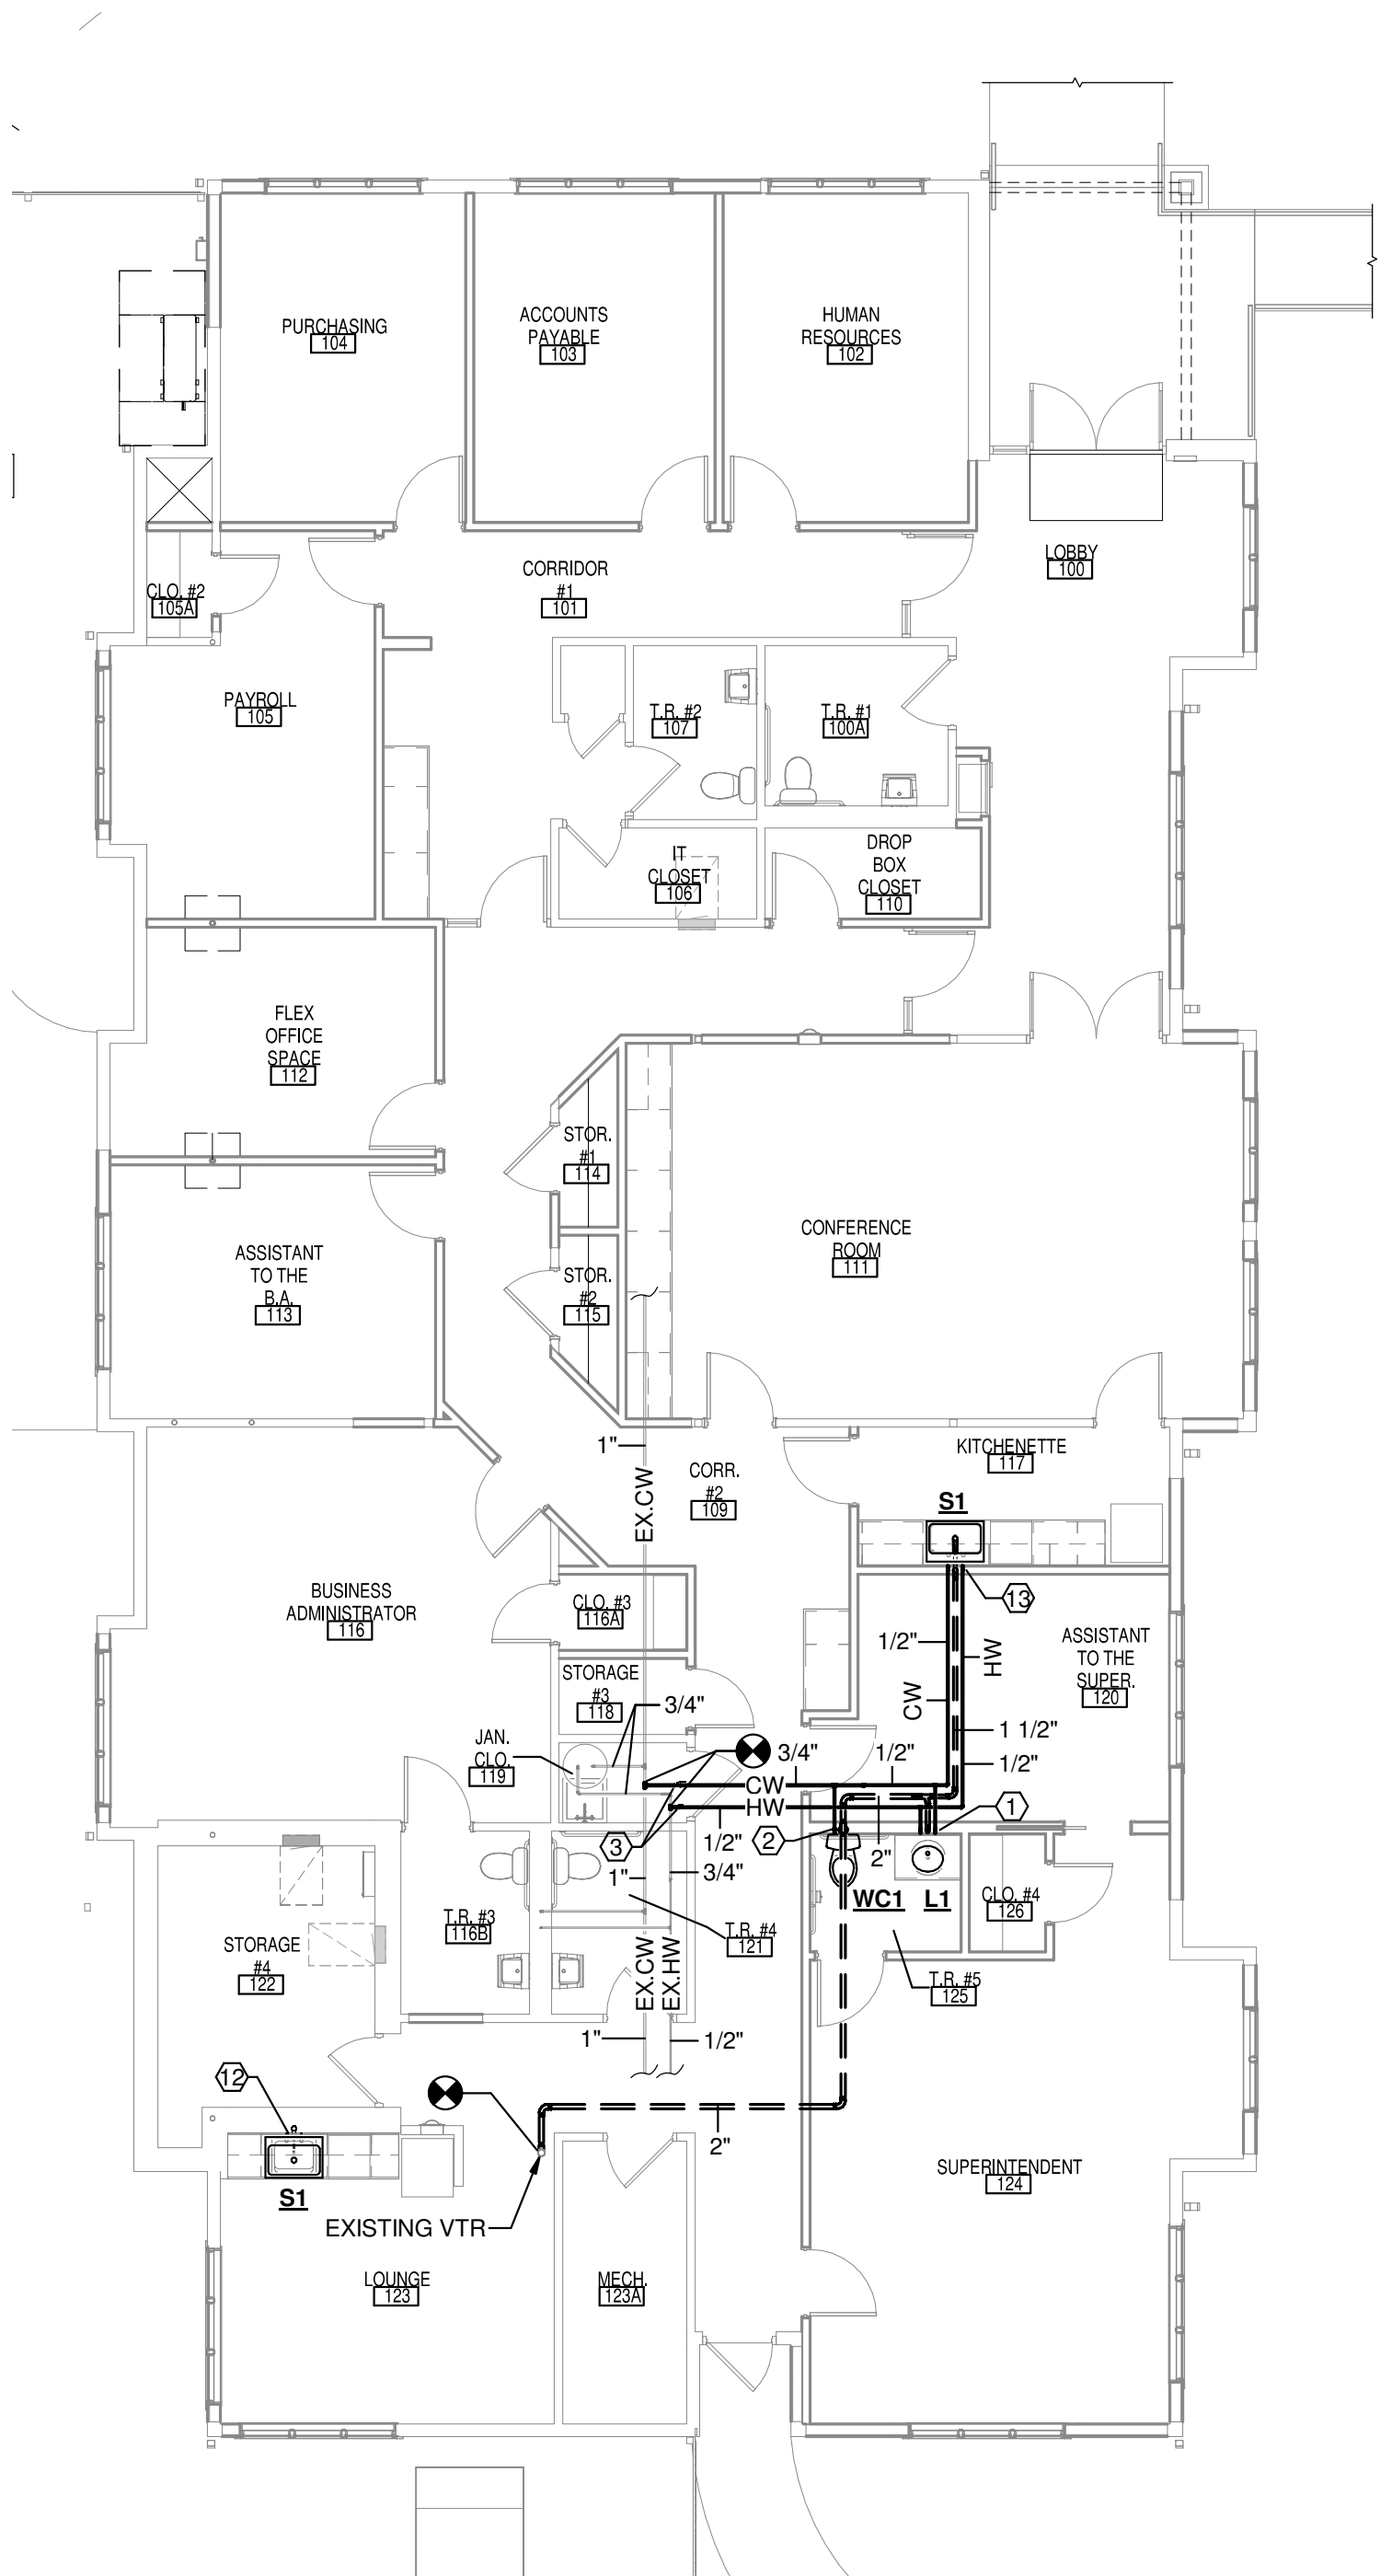 PURCHASING
104
ACCOUNTS
PAYABLE
103
HUMAN
RESOURCES
102
CORRIDOR
#1
101
LOBBY
100
CLO. #2
105A
PAYROLL
105
T.R. #2
107
T.R. #1
100A
IT
CLOSET
106
DROP
BOX
CLOSET
110
FLEX
OFFICE
SPACE
112
STOR.
#1
114
CONFERENCE
ROOM
111
ASSISTANT
TO THE
B.A.
113
STOR.
#2
115
1"
EX.CW
CORR.
#2
109
KITCHENETTE
117
S1
13
BUSINESS
ADMINISTRATOR
116
CLO. #3
116A
1/2"
HW
CW
ASSISTANT
TO THE
SUPER.
120
STORAGE
#3
118
3/4"
1 1/2"
1/2"
JAN.
CLO.
119
3/4"
1/2"
CW
HW
1
2
3
1/2"
2"
1"
3/4"
WC1
L1
CLO. #4
126
T.R. #3
116B
T.R. #4
121
STORAGE
#4
122
EX.CW
EX.HW
T.R. #5
125
1"
1/2"
12
2"
S1
EXISTING VTR
SUPERINTENDENT
124
LOUNGE
123
MECH.
123A